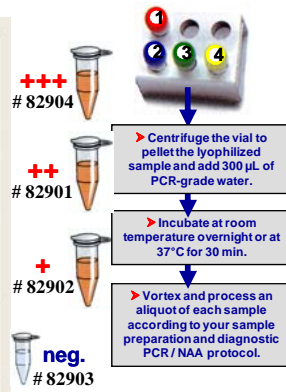 +++
# 82904
++
# 82901
+
# 82902
neg.
# 82903
1
2 3 4
➤ Centrifuge the vial to
pellet the lyophilized
sample and add 300 µL of
PCR-grade water.
➤ Incubate at room
temperature overnight or at
37°C for 30 min.
➤ Vortex and process an
aliquot of each sample
according to your sample
preparation and diagnostic
PCR / NAA protocol.